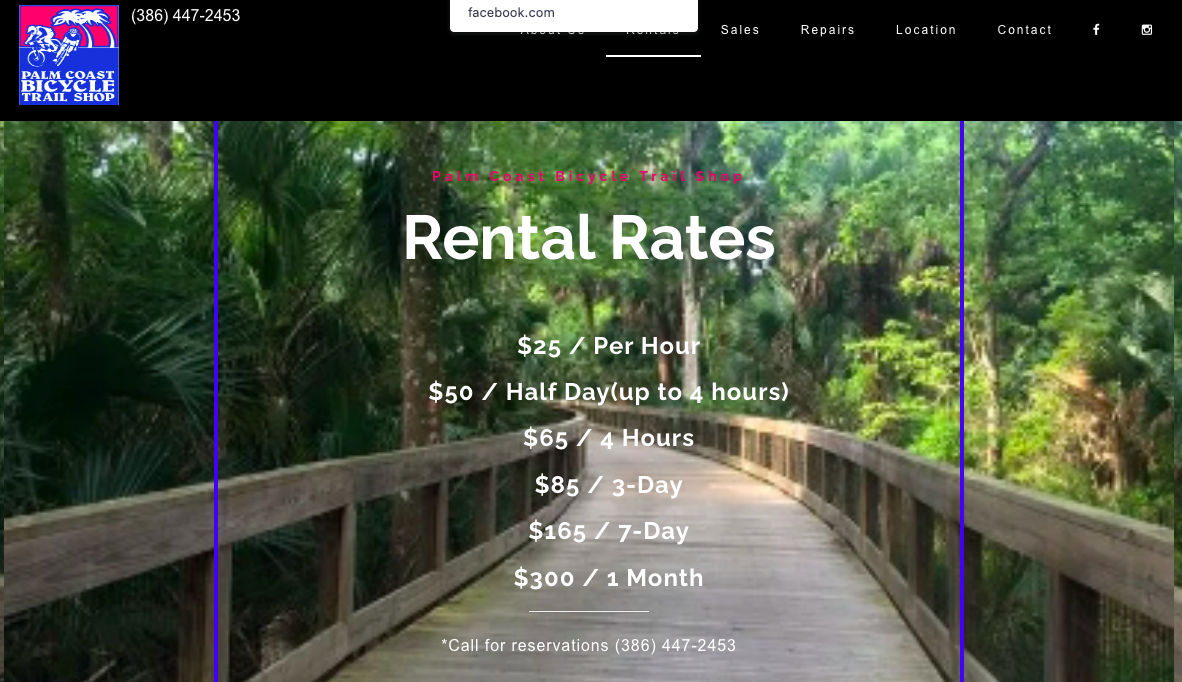 (386) 447-2453
facebook.com
About Us
Rentals
Sales
Repairs
Location
Contact
PALM COAST
BICYCLE
TRAIL SHOP
Palm Coast Bicycle Trail Shop
Rental Rates
$25 / Per Hour
$50 / Half Day(up to 4 hours)
$65 / 4 Hours
$85 / 3-Day
$165 / 7-Day
$300 / 1 Month
*Call for reservations (386) 447-2453